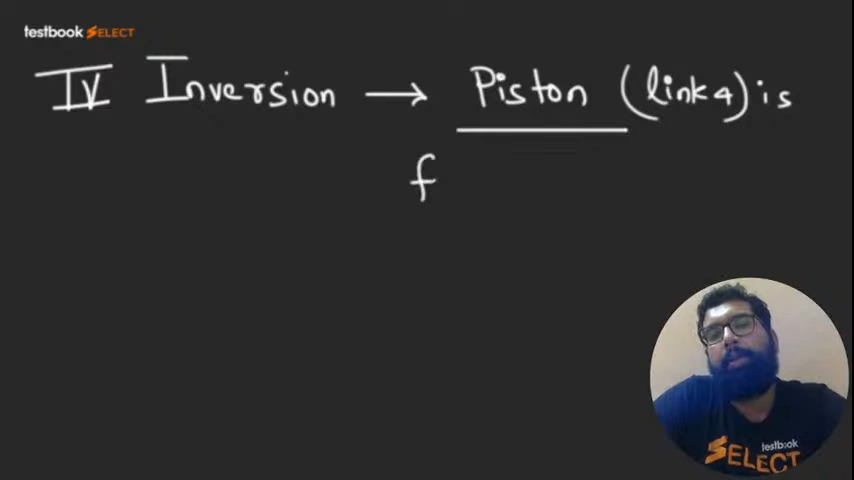 testbook SELECT
IV Inversion → Piston (link4) is
f
testbook
SELECT